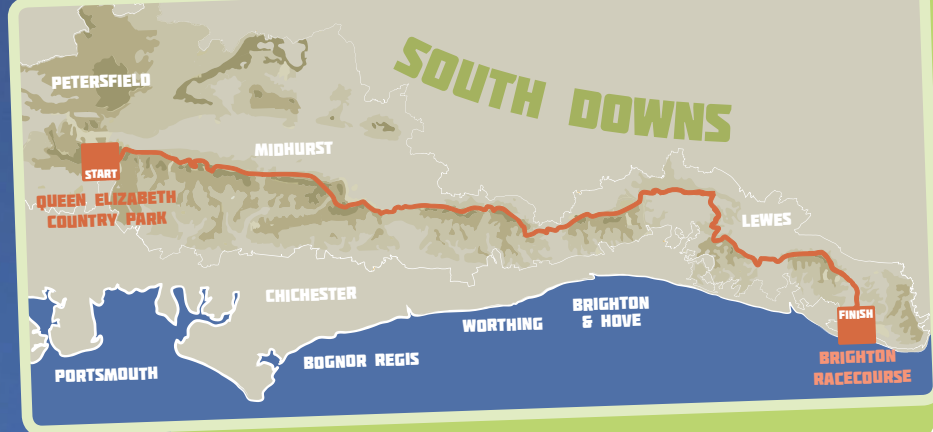 SOUTH DOWNS
PETERSFIELD
MIDHURST
START
QUEEN ELIZABETH
COUNTRY PARK
LEWES
CHICHESTER
BRIGHTON
& HOVE
WORTHING
FINISH
BOGNOR REGIS
PORTSMOUTH
BRIGHTON
RACECOURSE